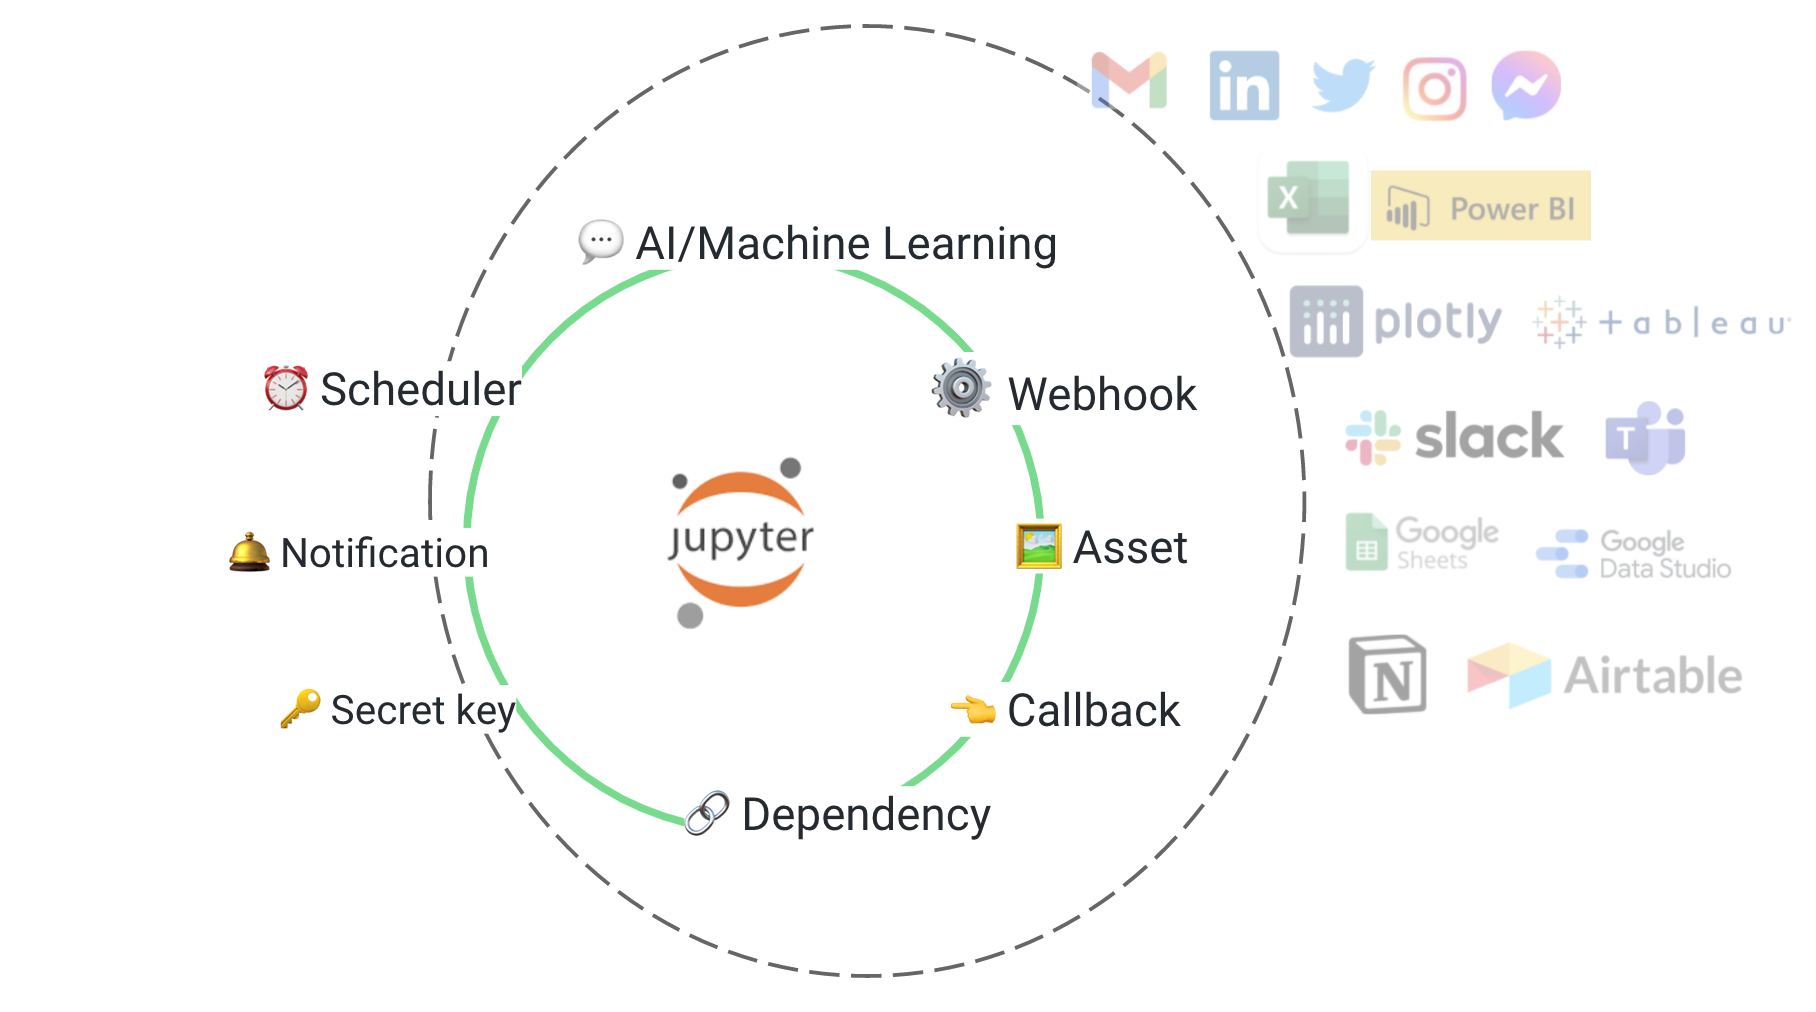 in
X
Power BI
AI/Machine Learning
plotly
+ableau
Scheduler
Webhook
slack
T
jupyter
Notification
Asset
Google
Sheets
Google
Data Studio
Secret key
Callback
N
Airtable
Dependency